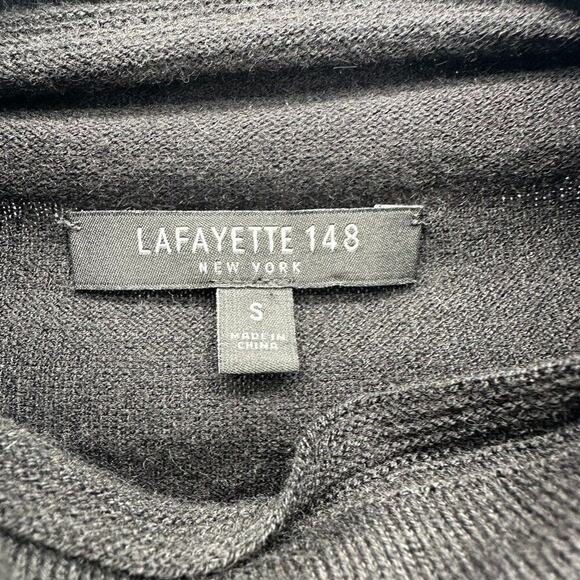 LAFAYETTE 148
NEW YORK
S
MADE IN
CHINA